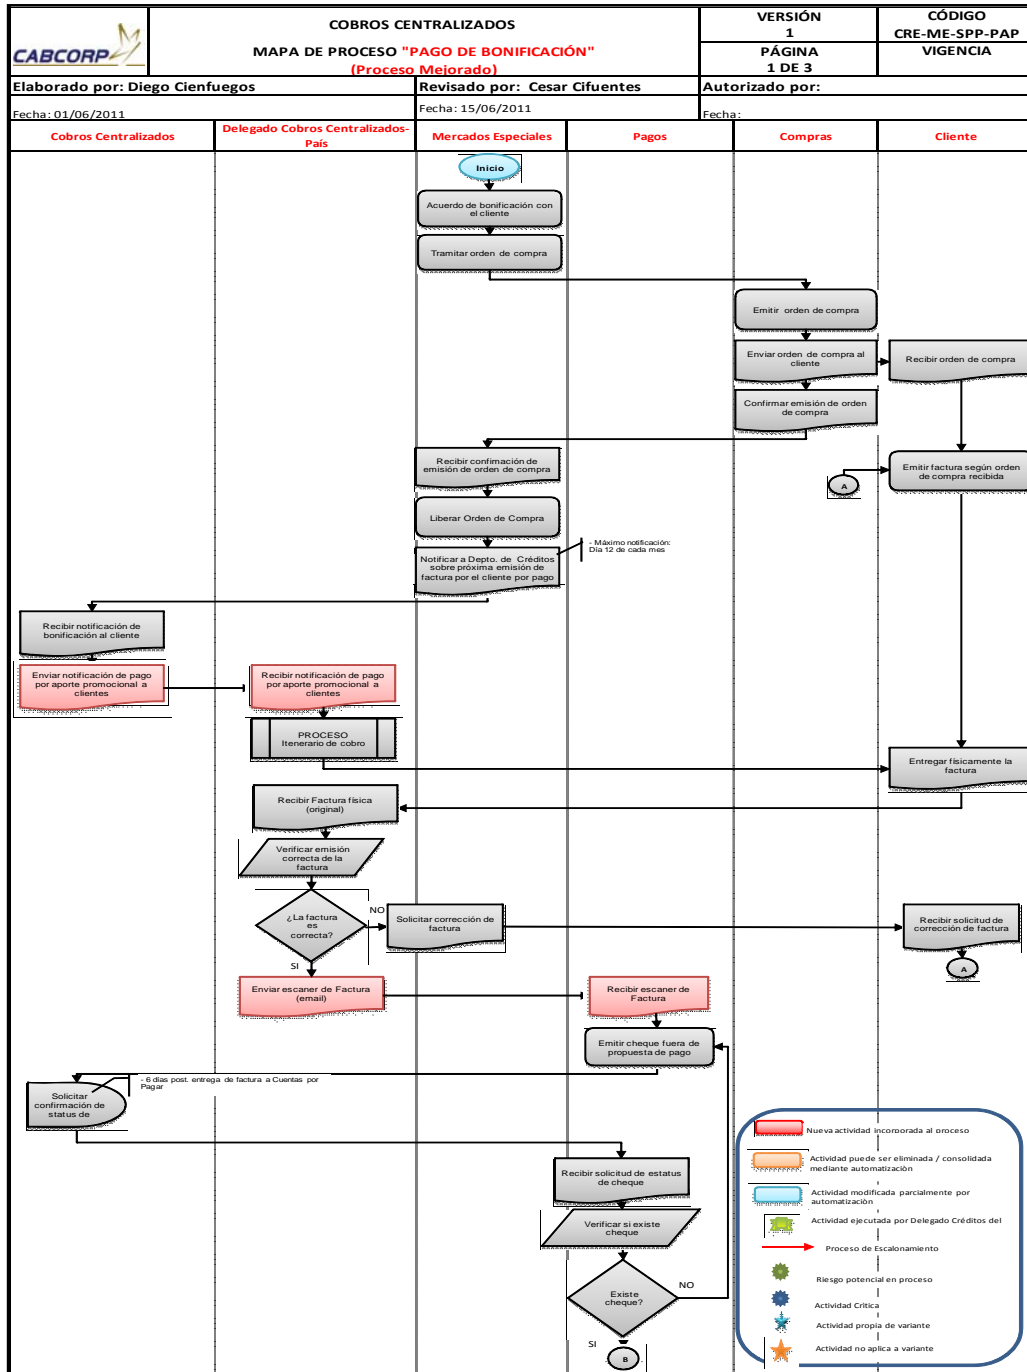 CABCORP
COBROS CENTRALIZADOS
MAPA DE PROCESO "PAGO DE BONIFICACIÓN"
(Proceso Mejorado)
VERSIÓN
1
PÁGINA
1 DE 3
CÓDIGO
CRE-ME-SPP-PAP
VIGENCIA
Elaborado por: Diego Cienfuegos
Fecha: 01/06/2011
Revisado por: Cesar Cifuentes
Fecha: 15/06/2011
Autorizado por:
Fecha:
Cobros Centralizados
Delegado Cobros Centralizados-
País
Mercados Especiales
Pagos
Compras
Cliente
Inicio
Acuerdo de bonificación con
el cliente
Tramitar orden de compra
Emitir orden de compra
Enviar orden de compra al
cliente
Recibir orden de compra
Confirmar emisión de orden
de compra
Recibir confimación de
emisión de orden de compra
Emitir factura según orden
de compra recibida
A
Liberar Orden de Compra
- Máximo notificación:
Día 12 de cada mes
Notificar a Depto. de Créditos
sobre próxima emisión de
factura por el cliente por pago
Recibir notificación de
bonificación al cliente
Enviar notificación de pago
por aporte promocional a
clientes
Recibir notificación de pago
por aporte promocional a
clientes
PROCESO
Itenerario de cobro
Entregar físicamente la
factura
Recibir Factura física
(original)
Verificar emisión
correcta de la
factura
¿La factura
es
correcta?
NO
Solicitar corrección de
factura
Recibir solicitud de
corrección de factura
A
SI
Enviar escaner de Factura
(email)
Recibir escaner de
Factura
Emitir cheque fuera de
propuesta de pago
- 6 días post. entrega de factura a Cuentas por
Pagar
Solicitar
confirmación de
status de
Recibir solicitud de estatus
de cheque
Verificar si existe
cheque
Existe
cheque?
NO
SI
B
Nueva actividad incorporada al proceso
Actividad puede ser eliminada / consolidada
mediante automatización
Actividad modificada parcialmente por
automatización
Actividad ejecutada por Delegado Créditos del
Proceso de Escalonamiento
Riesgo potencial en proceso
Actividad Critica
Actividad propia de variante
Actividad no aplica a variante